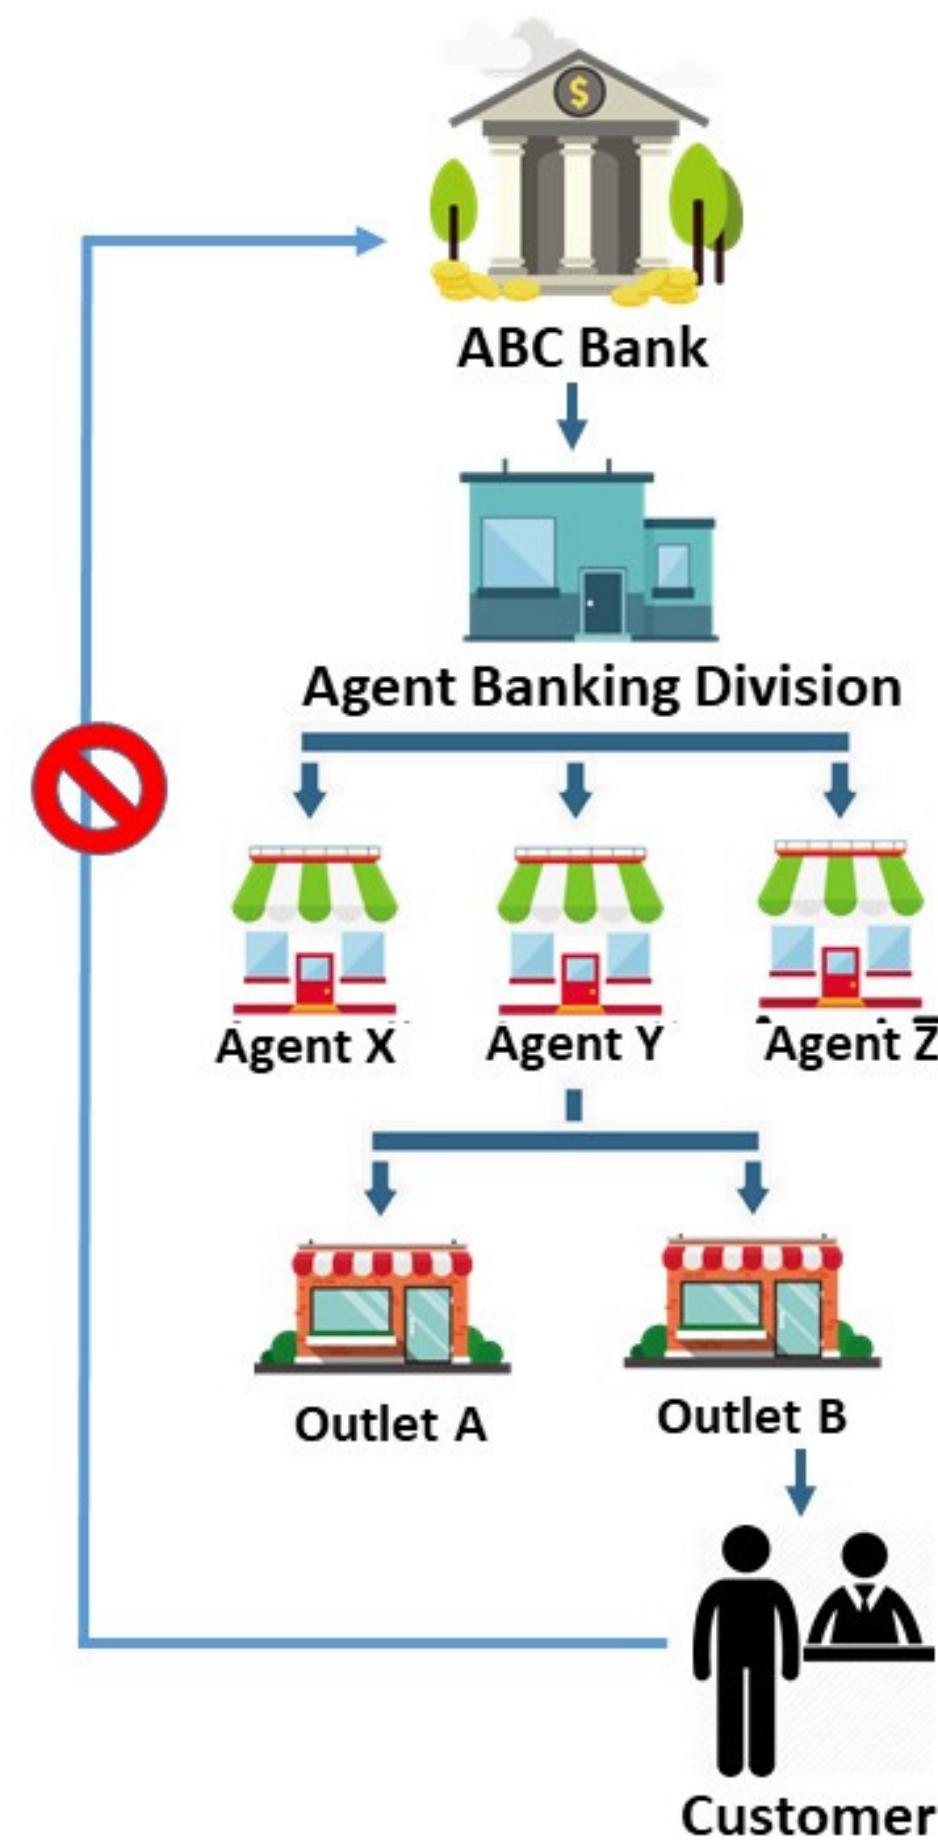 $
ABC Bank
Agent Banking Division
Agent X
Agent Y
Agent Z
Outlet A
Outlet B
Customer